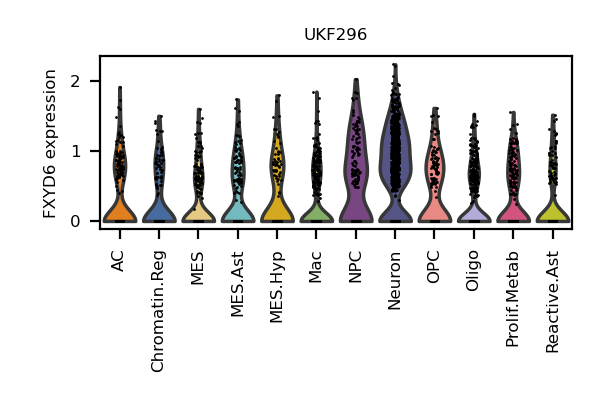 UKF296
FXYD6 expression
2
1
0
AC
Chromatin.Reg
MES
MES.Ast
MES.Hyp
Mac
NPC
Neuron
OPC
Oligo
Prolif.Metab
Reactive.Ast